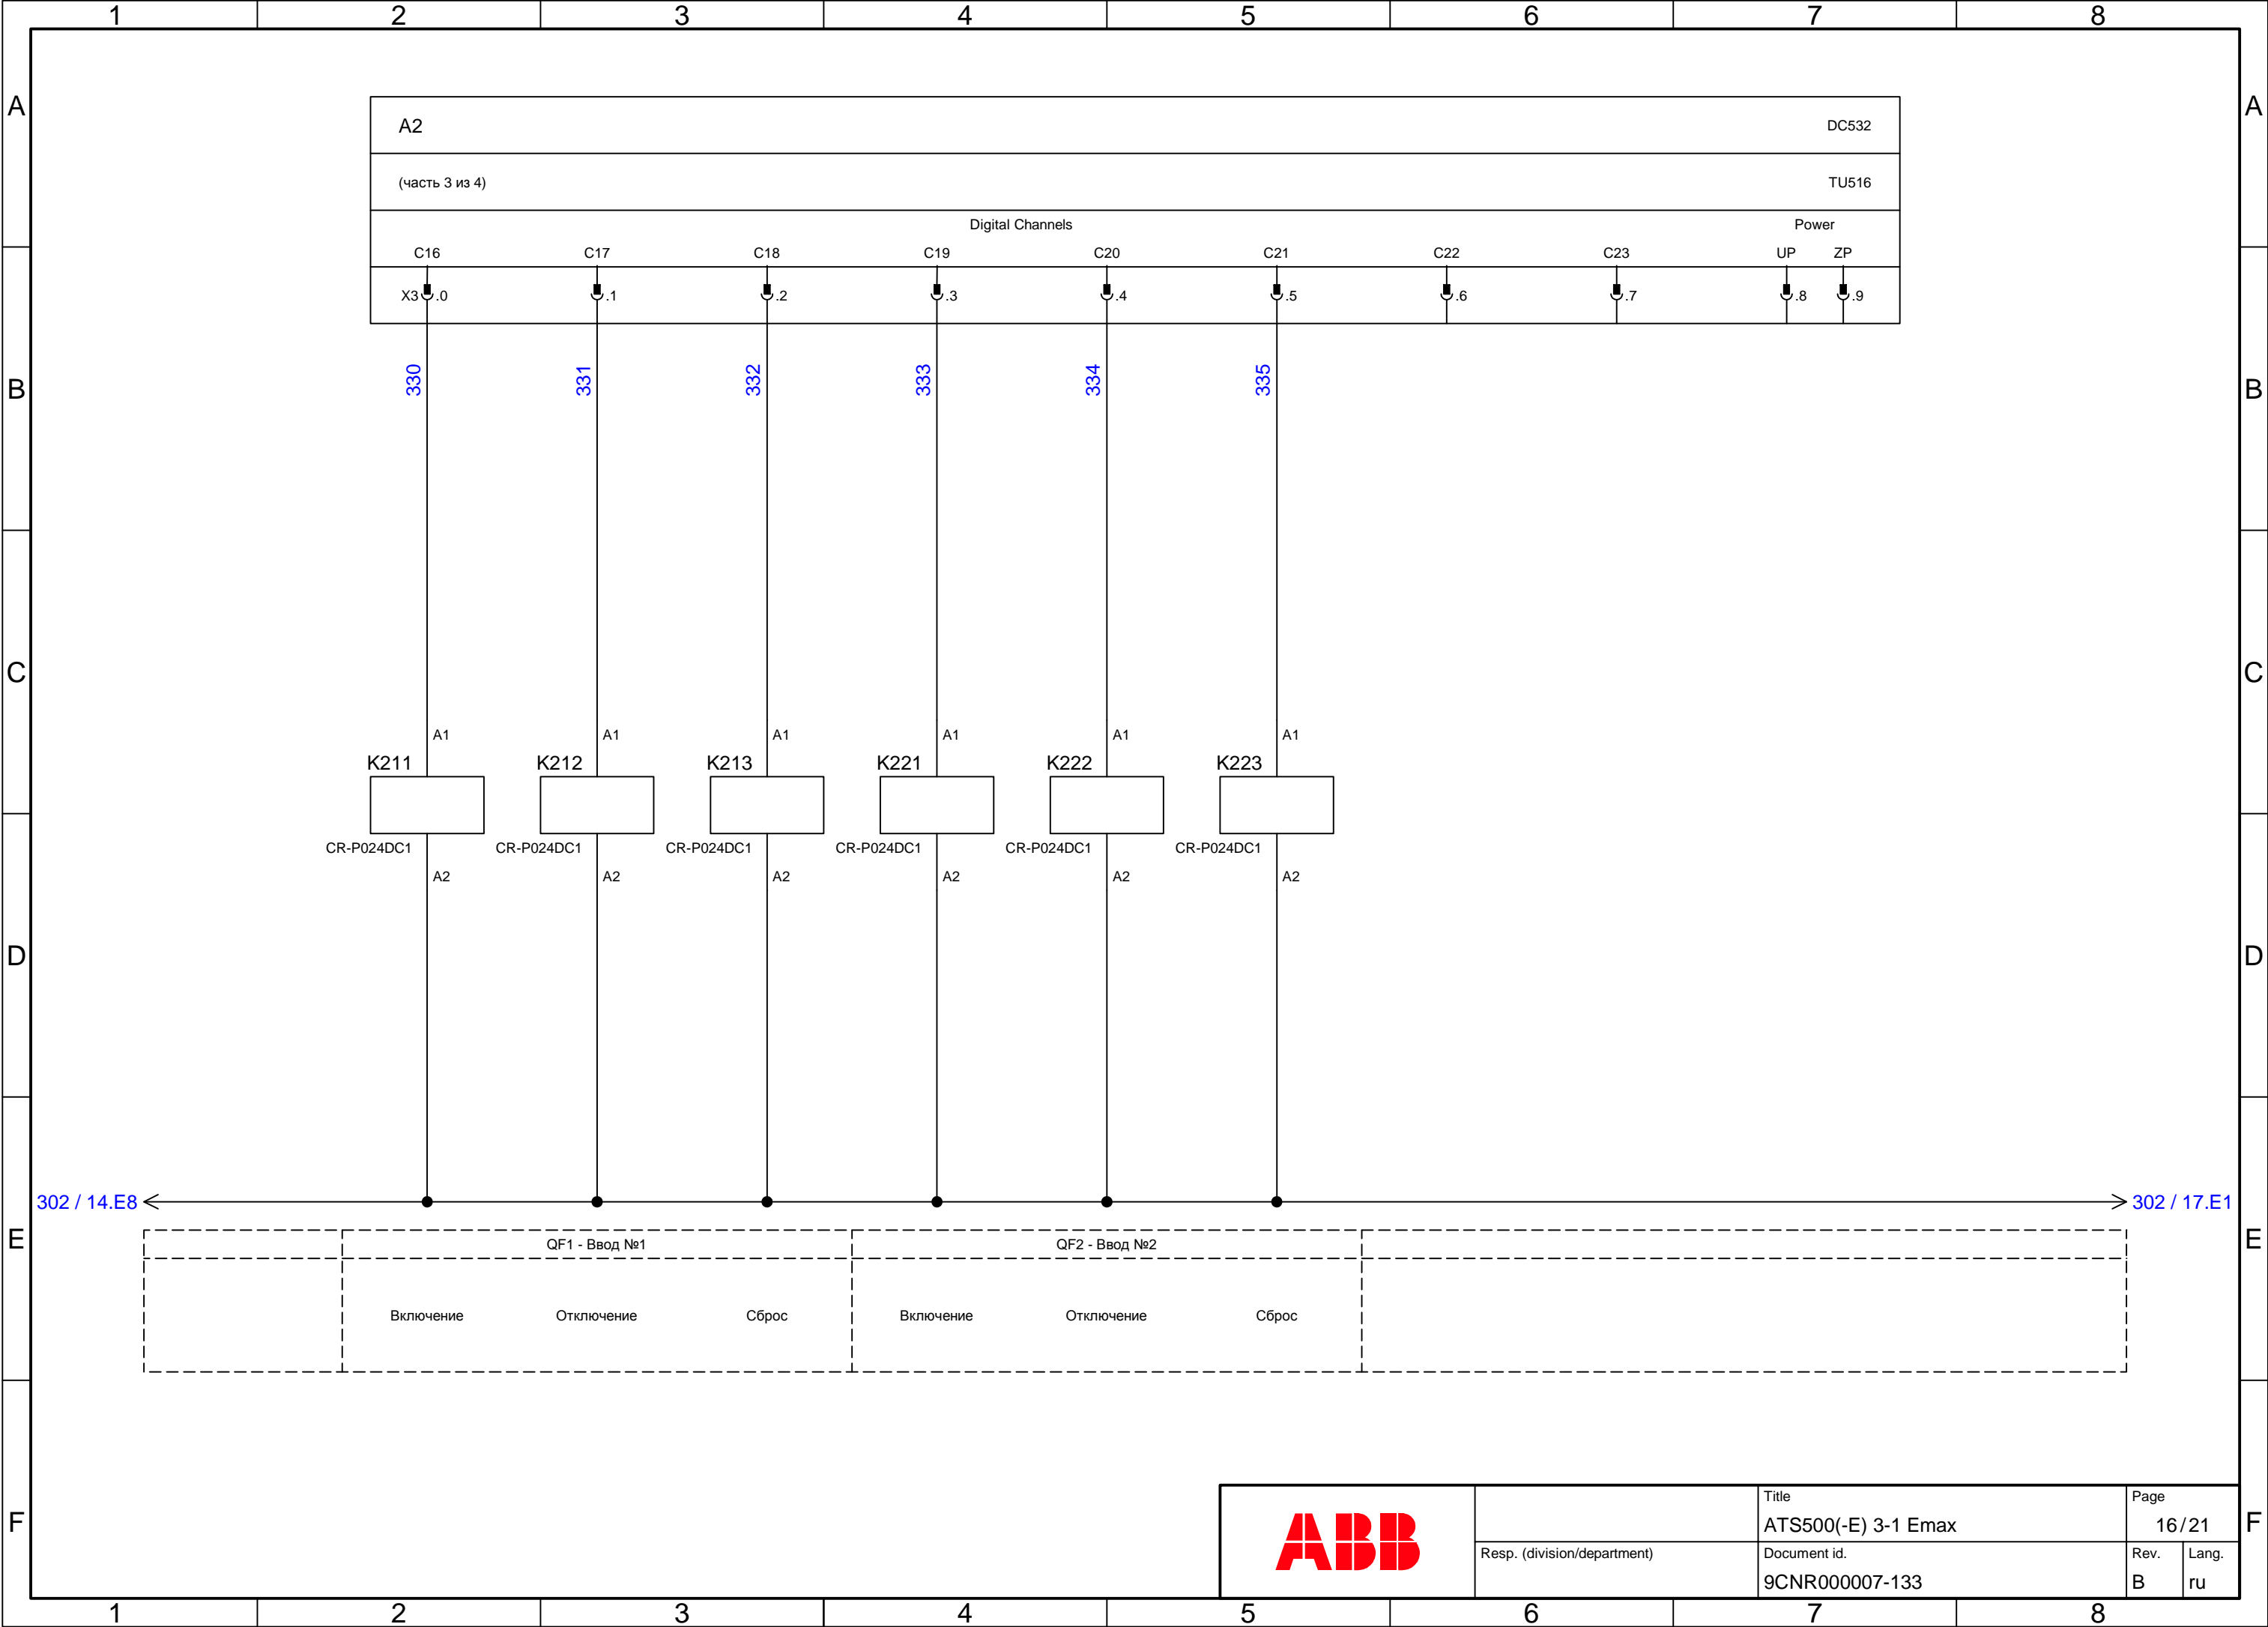 1 2 3 4 5 6 7 8
A A
A2 DC532
(часть 3 из 4) TU516
Digital Channels Power
C16 C17 C18 C19 C20 C21 C22 C23 UP ZP
X3 .0 .1 .2 .3 .4 .5 .6 .7 .8 .9
330 331 332 333 334 335
B B
C C
A1 A1 A1 A1 A1 A1
K211 K212 K213 K221 K222 K223
CR-P024DC1 CR-P024DC1 CR-P024DC1 CR-P024DC1 CR-P024DC1 CR-P024DC1
A2 A2 A2 A2 A2 A2
D D
302 / 14.E8 302 / 17.E1
E E
QF1 - Ввод №1 QF2 - Ввод №2
Включение Отключение Сброс Включение Отключение Сброс
F F
ABB
Title
ATS500(-E) 3-1 Emax
Page
16/21
Resp. (division/department)
Document id.
9CNR000007-133
Rev.
B
Lang.
ru
1 2 3 4 5 6 7 8